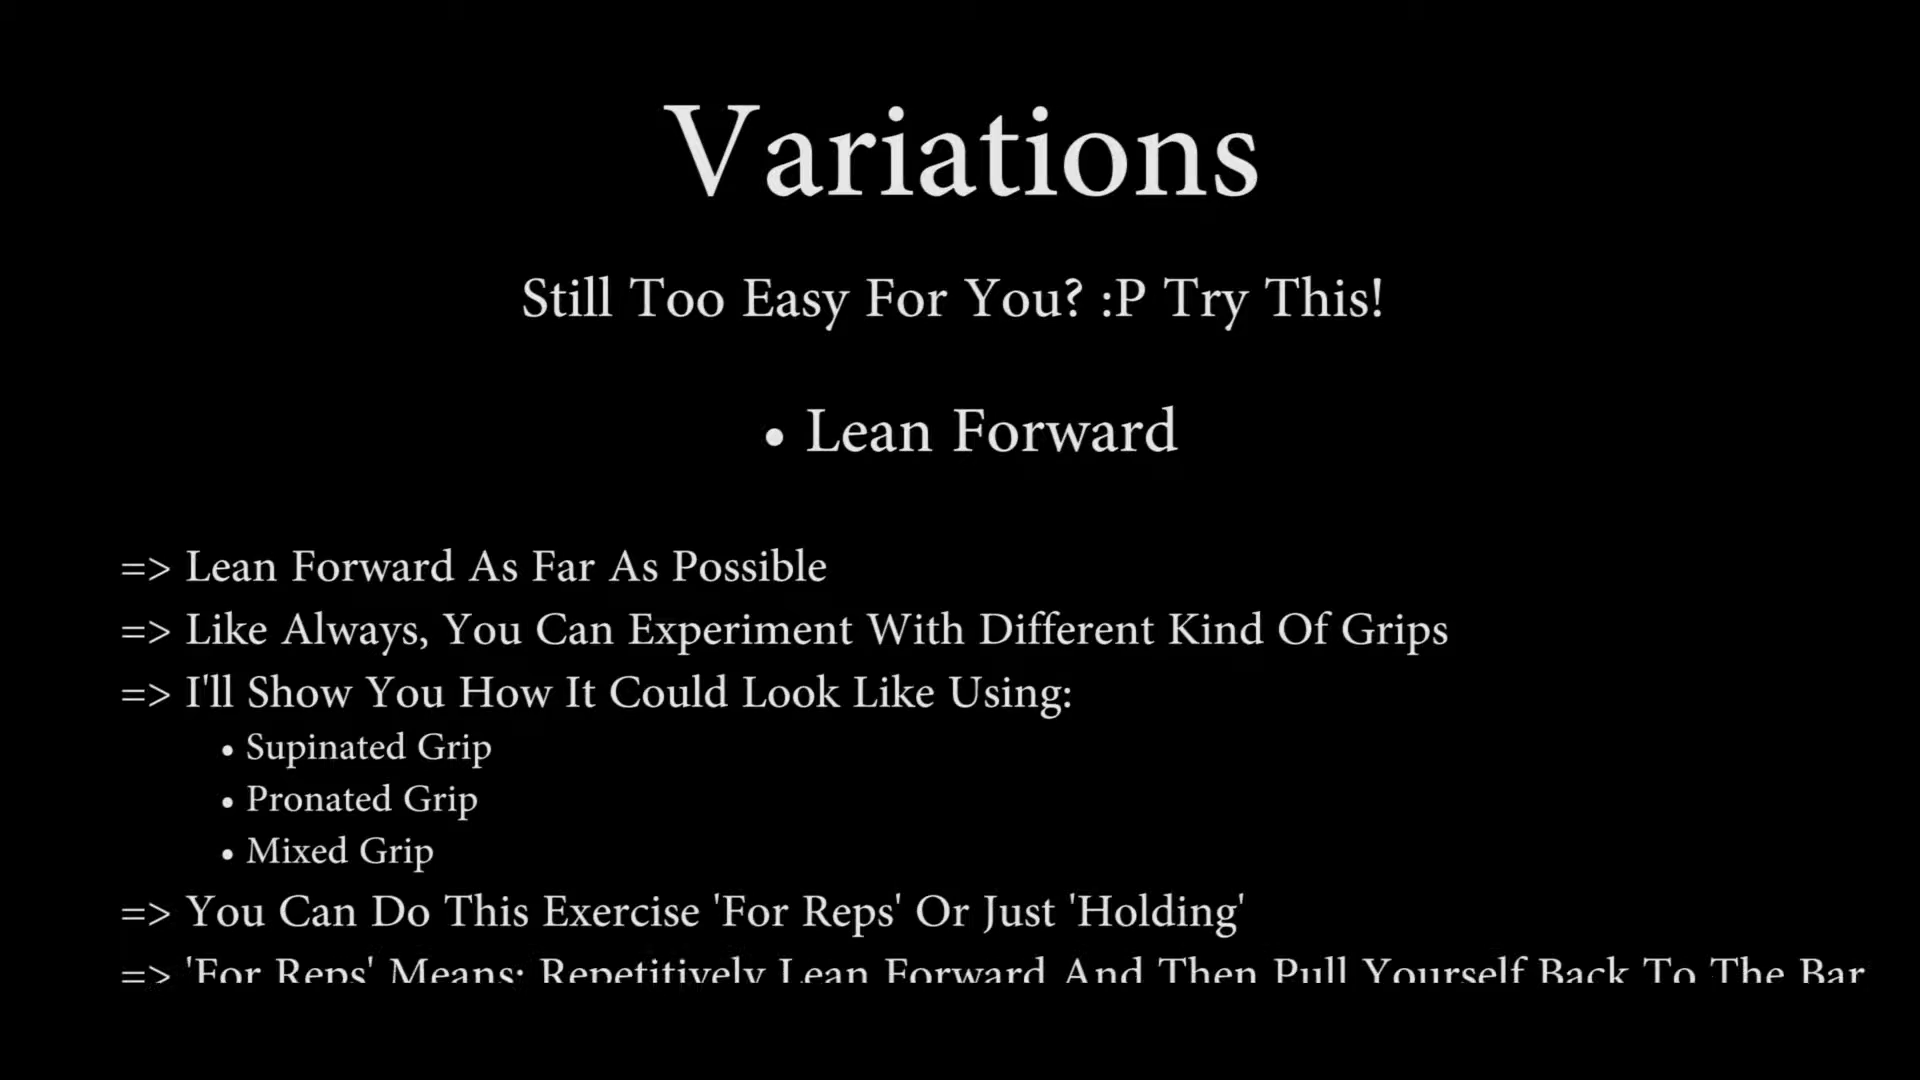 Variations
Still Too Easy For You? :P Try This!
• Lean Forward
=> Lean Forward As Far As Possible
=> Like Always, You Can Experiment With Different Kind Of Grips
=> I'll Show You How It Could Look Like Using:
• Supinated Grip
• Pronated Grip
• Mixed Grip
=> You Can Do This Exercise 'For Reps' Or Just 'Holding'
=> 'For Reps' Means: Repetitively Lean Forward And Then Pull Yourself Back To The Bar